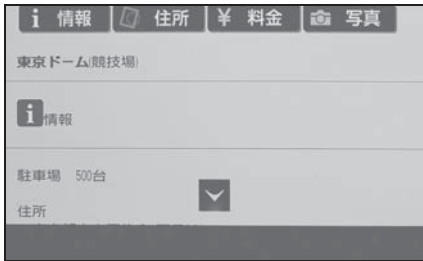 i 情報 住所 ¥ 料金 写真
東京ドーム(競技場)
i 情報
駐車場 500台
住所